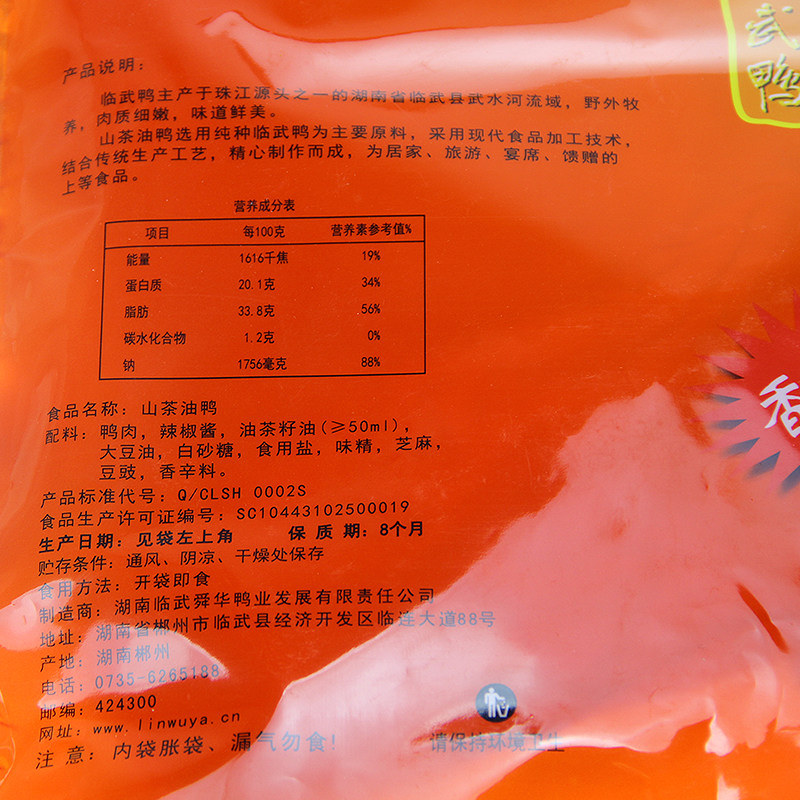 武
鸭
产品说明：
临武鸭主产于珠江源头之一的湖南省临武县武水河流域，野外牧
养，肉质细嫩，味道鲜美。
山茶油鸭选用纯种临武鸭为主要原料，采用现代食品加工技术，
结合传统生产工艺，精心制作而成，为居家、旅游、宴席、馈赠的
上等食品。
营养成分表
项目 每100克 营养素参考值%
能量 1616千焦 19%
蛋白质 20.1克 34%
脂肪 33.8克 56%
碳水化合物 1.2克 0%
钠 1756毫克 88%
香
食品名称：山茶油鸭
配料：鸭肉，辣椒酱，油茶籽油(≥50ml)，
大豆油，白砂糖，食用盐，味精，芝麻，
豆豉，香辛料。
产品标准代号：Q/CLSH 0002S
食品生产许可证编号：SC10443102500019
生产日期：见袋左上角 保质期：8个月
贮存条件：通风、阴凉、干燥处保存
食用方法：开袋即食
制造商：湖南临武舜华鸭业发展有限责任公司
地址：湖南省郴州市临武县经济开发区临连大道88号
产地：湖南郴州
电话：0735-6265188
邮编：424300
网址：www.linwuya.cn
注意：内袋胀袋、漏气勿食！
请保持环境卫生